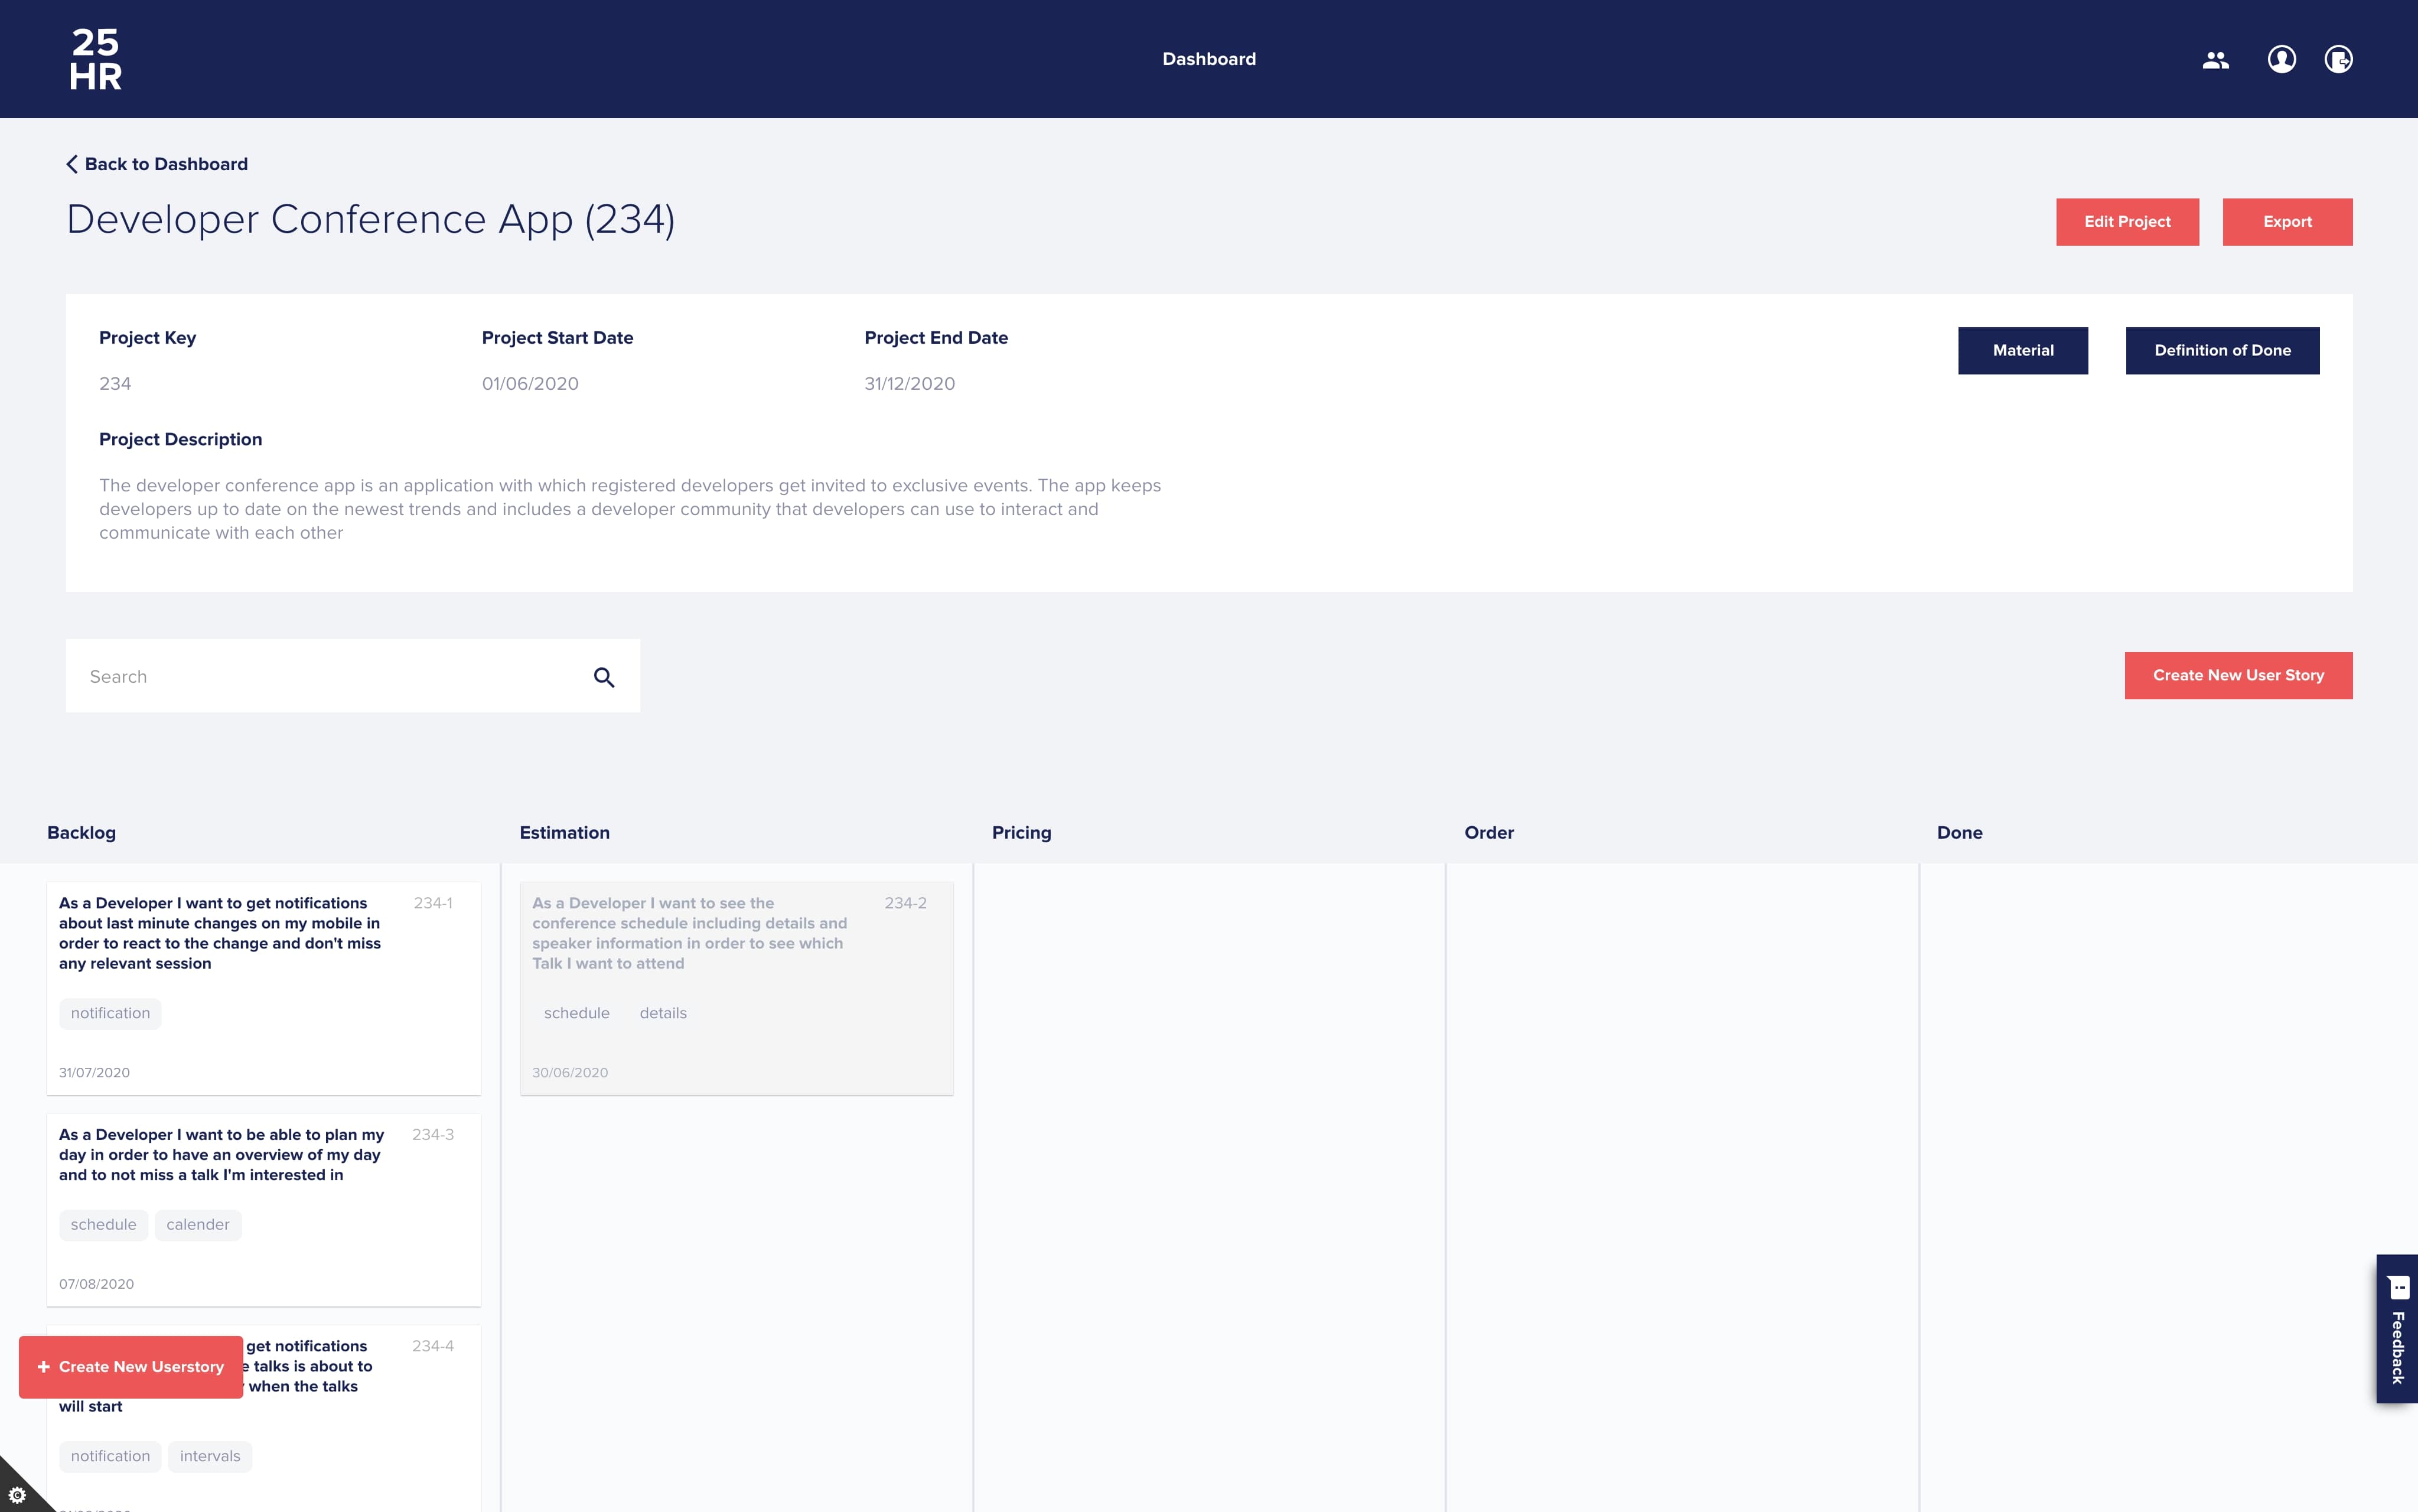 25
HR
Dashboard
Back to Dashboard
Developer Conference App (234)
Edit Project
Export
Project Key
Project Start Date
Project End Date
Material
Definition of Done
234
01/06/2020
31/12/2020
Project Description
The developer conference app is an application with which registered developers get invited to exclusive events. The app keeps
developers up to date on the newest trends and includes a developer community that developers can use to interact and
communicate with each other
Search
Create New User Story
Backlog
Estimation
Pricing
Order
Done
As a Developer I want to get notifications
about last minute changes on my mobile in
order to react to the change and don't miss
any relevant session
234-1
notification
31/07/2020
As a Developer I want to be able to plan my
day in order to have an overview of my day
and to not miss a talk I'm interested in
234-3
schedule
calender
07/08/2020
get notifications
talks is about to
when the talks
will start
234-4
+ Create New Userstory
notification
intervals
As a Developer I want to see the
conference schedule including details and
speaker information in order to see which
Talk I want to attend
234-2
schedule
details
30/06/2020
Feedback